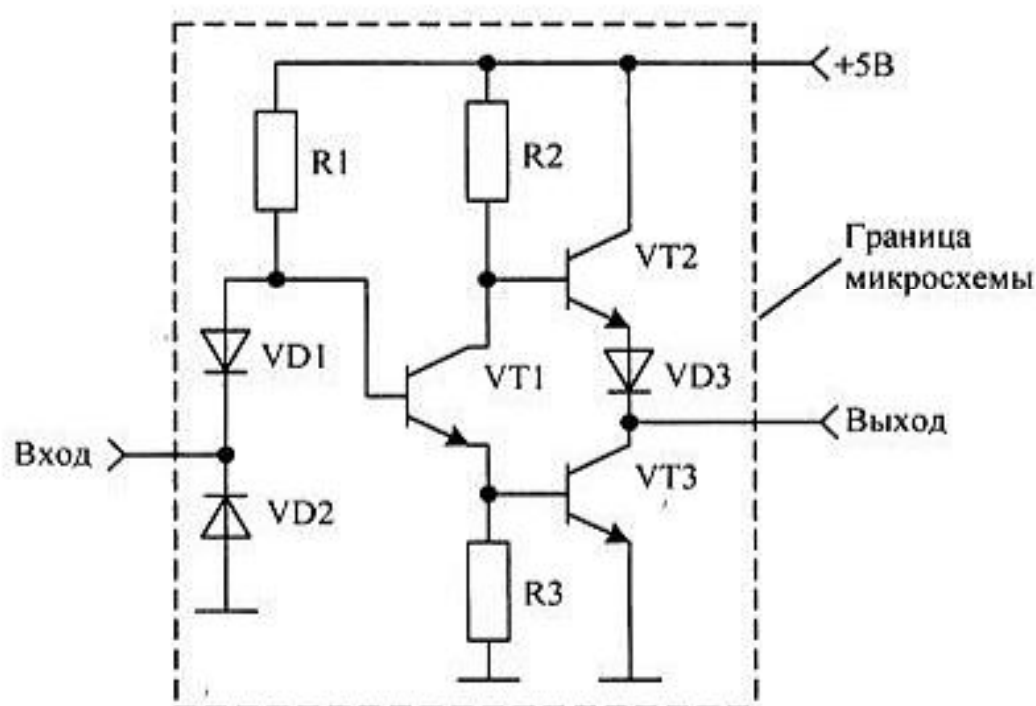 +5В
R1
R2
VT2
Граница
микросхемы
VD1
VT1
VD3
Выход
Вход
VD2
VT3
R3